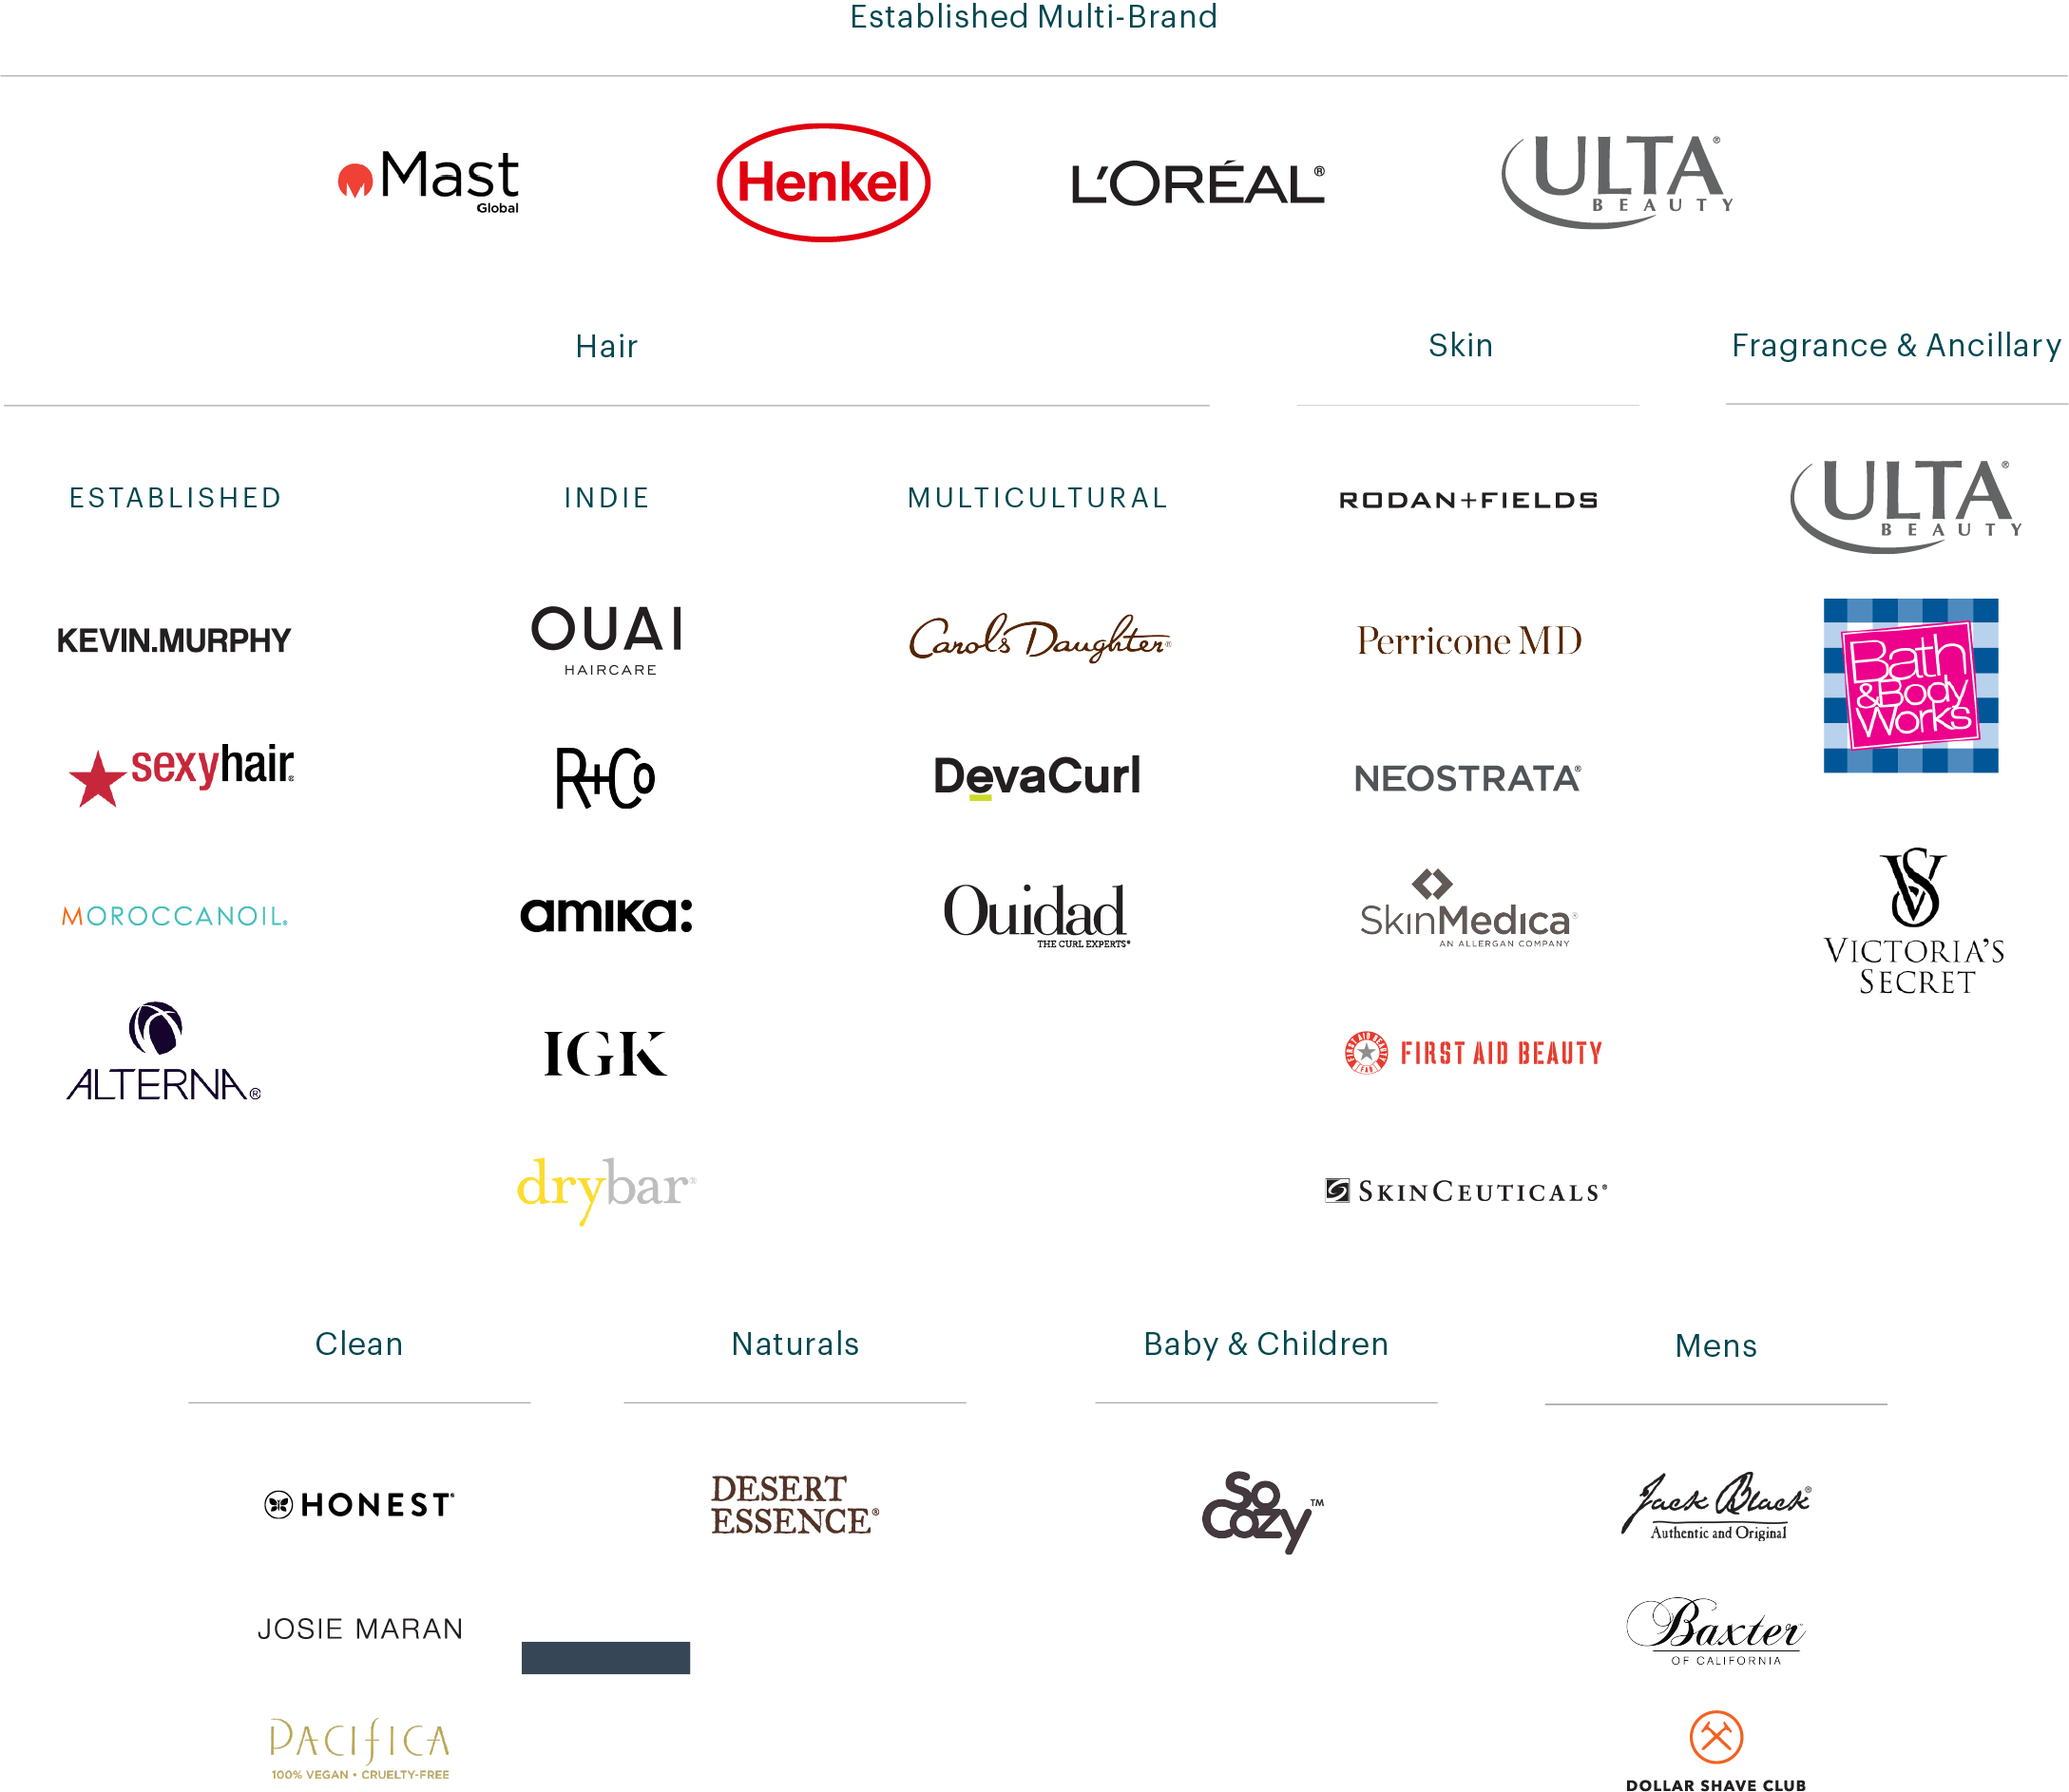 Established Multi-Brand
Mast
Global
Henkel
L'ORÉAL®
ULTA®
BEAUTY
Hair
Skin
Fragrance & Ancillary
ESTABLISHED
INDIE
MULTICULTURAL
RODAN+FIELDS
ULTA®
BEAUTY
KEVIN.MURPHY
OUAI
HAIRCARE
Carol's Daughter®
Perricone MD
Bath
&Body
Works
sexyhair®
R+Co
DevaCurl
NEOSTRATA®
MOROCCANOIL®
amika:
Ouidad
THE CURL EXPERTS®
SkinMedica®
AN ALLERGAN COMPANY
VS
VICTORIA'S
SECRET
ALTERNA®
IGK
FIRST AID BEAUTY
FAB
FIRST AID BEAUTY
drybar®
SKINCEUTICALS®
Clean
Naturals
Baby & Children
Mens
HONEST®
DESERT
ESSENCE®
So
Cozy™
Jack Black®
Authentic and Original
JOSIE MARAN
Baxter
OF CALIFORNIA
PACIFICA
100% VEGAN • CRUELTY-FREE
DOLLAR SHAVE CLUB